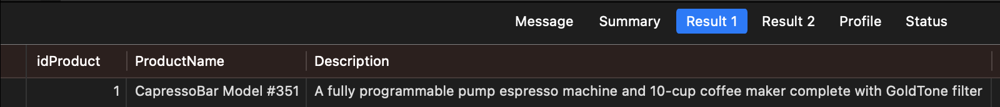 Message Summary Result 1 Result 2 Profile Status
idProduct ProductName Description
1 CapressoBar Model #351 A fully programmable pump espresso machine and 10-cup coffee maker complete with GoldTone filter